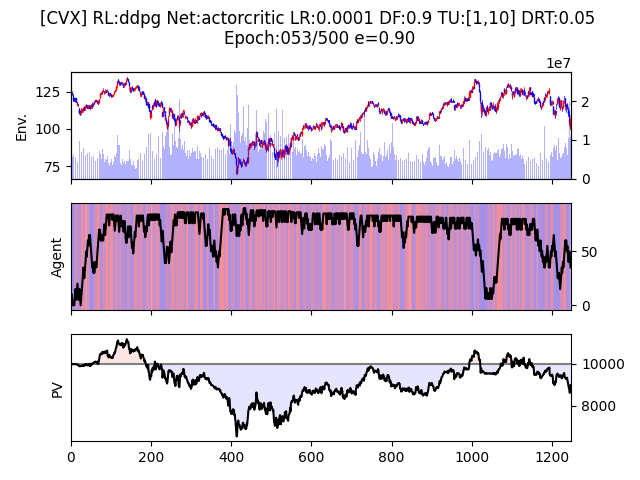 [CVX] RL:ddpg Net:actorcritic LR:0.0001 DF:0.9 TU:[1,10] DRT:0.05
Epoch:053/500 e=0.90
1e7
Env.
125
100
75
2
1
0
Agent
50
0
PV
10000
8000
0
200
400
600
800
1000
1200